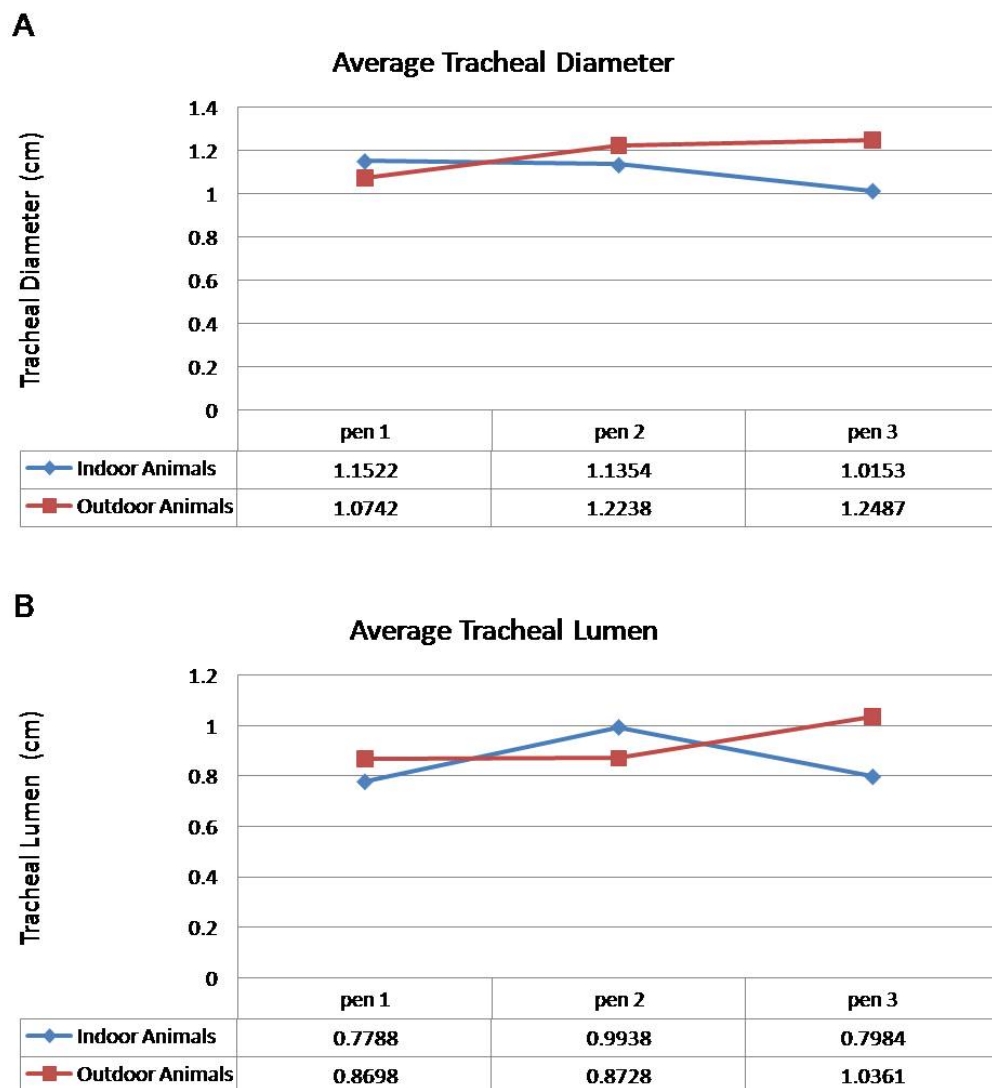 A
Average Tracheal Diameter
Tracheal Diameter (cm)
1.4
1.2
1
0.8
0.6
0.4
0.2
0
pen 1 pen 2 pen 3
Indoor Animals 1.1522 1.1354 1.0153
Outdoor Animals 1.0742 1.2238 1.2487
B
Average Tracheal Lumen
Tracheal Lumen (cm)
1.2
1
0.8
0.6
0.4
0.2
0
pen 1 pen 2 pen 3
Indoor Animals 0.7788 0.9938 0.7984
Outdoor Animals 0.8698 0.8728 1.0361